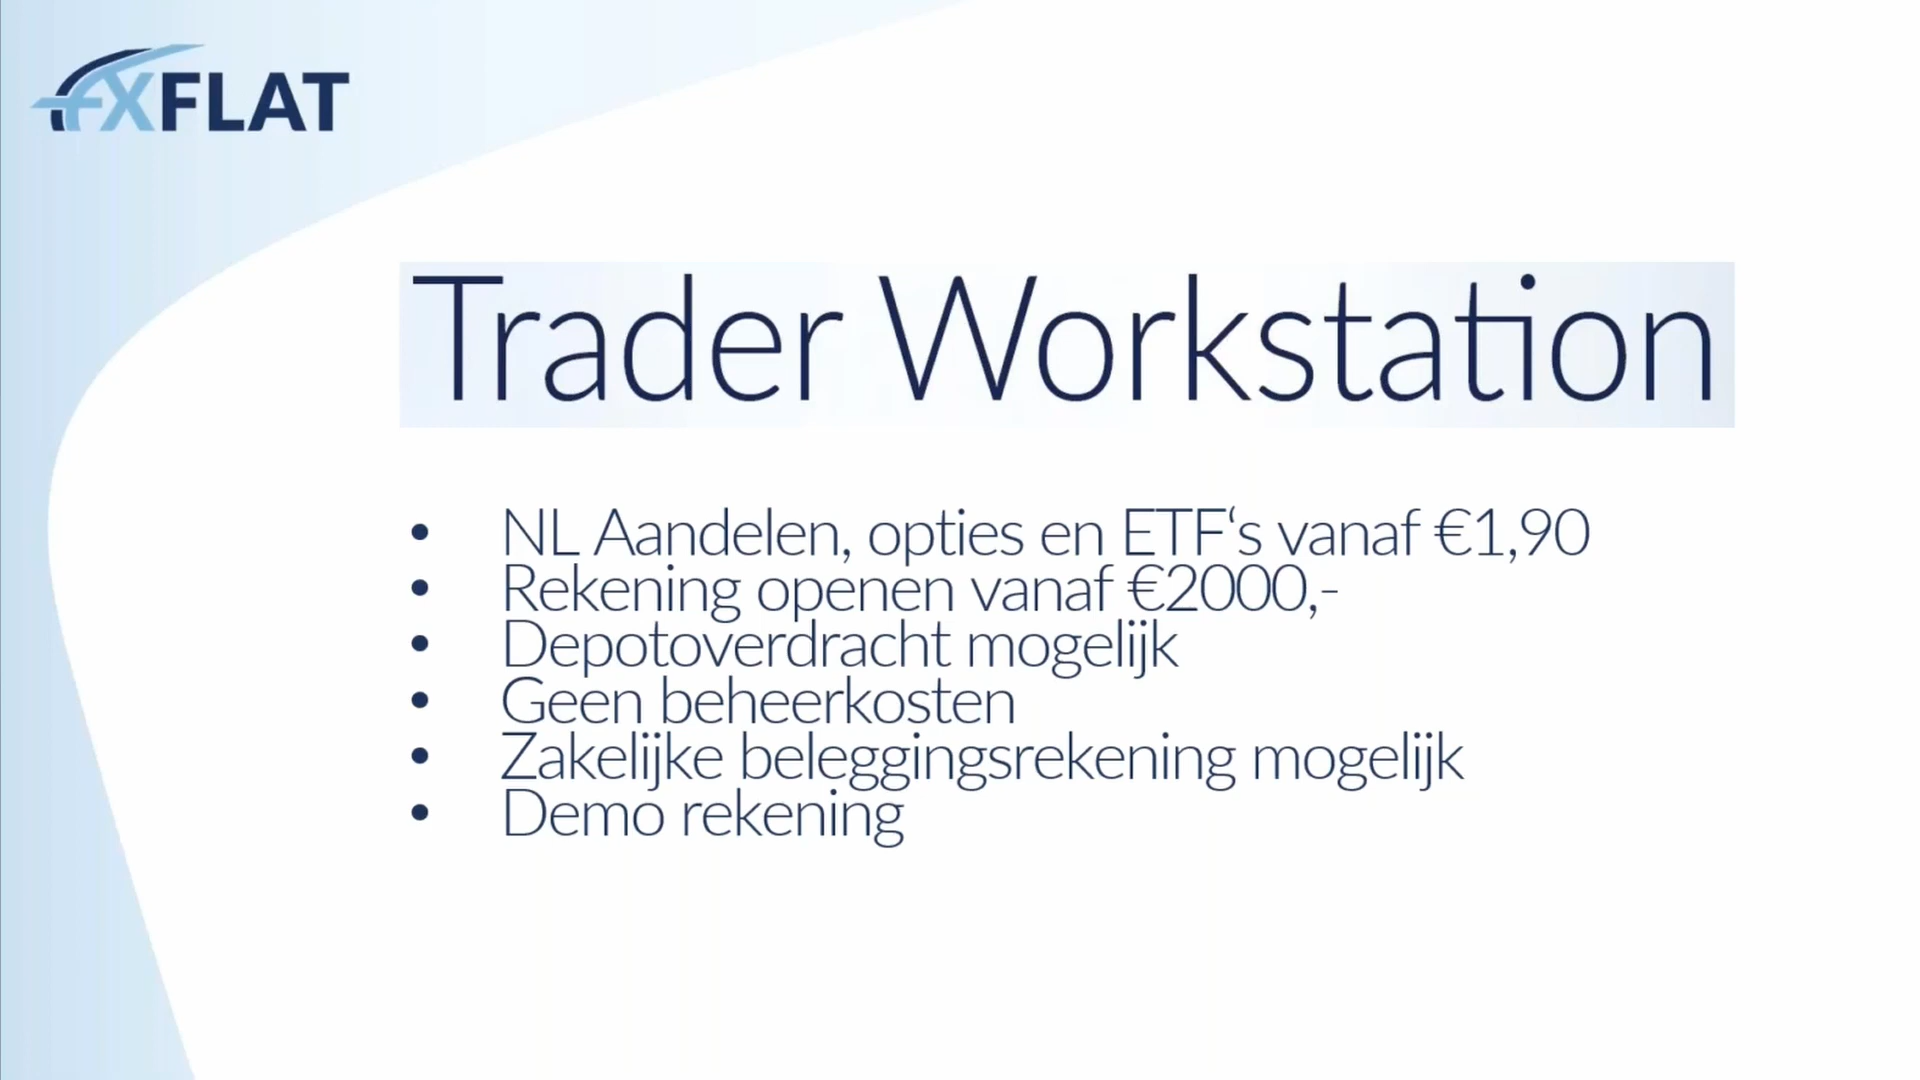 FXFLAT
Trader Workstation
• NL Aandelen, opties en ETF‘s vanaf €1,90
• Rekening openen vanaf €2000,-
• Depotoverdracht mogelijk
• Geen beheerkosten
• Zakelijke beleggingsrekening mogelijk
• Demo rekening